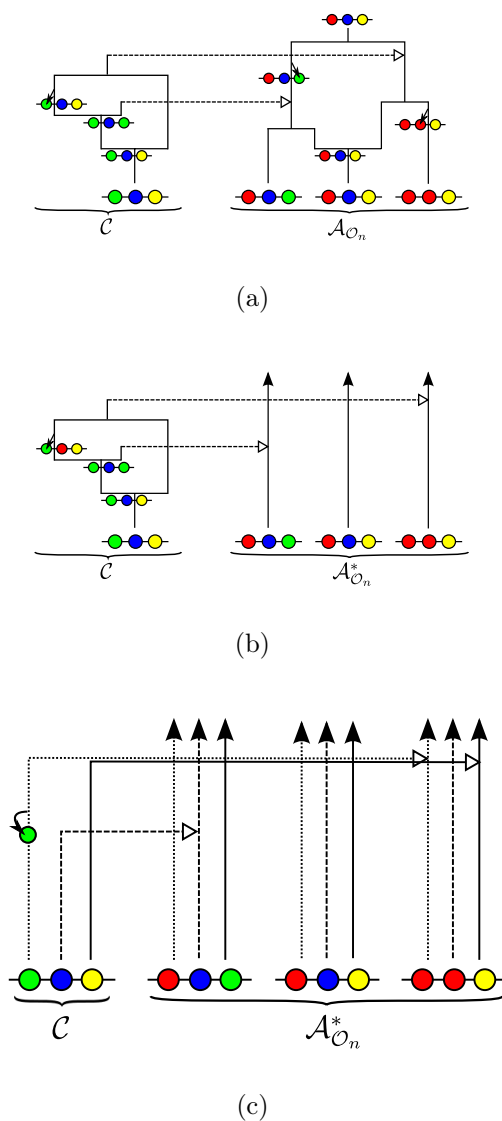 𝒞 𝒜_{𝒪_n}
(a)
𝒞 𝒜^*_{𝒪_n}
(b)
𝒞 𝒜^*_{𝒪_n}
(c)